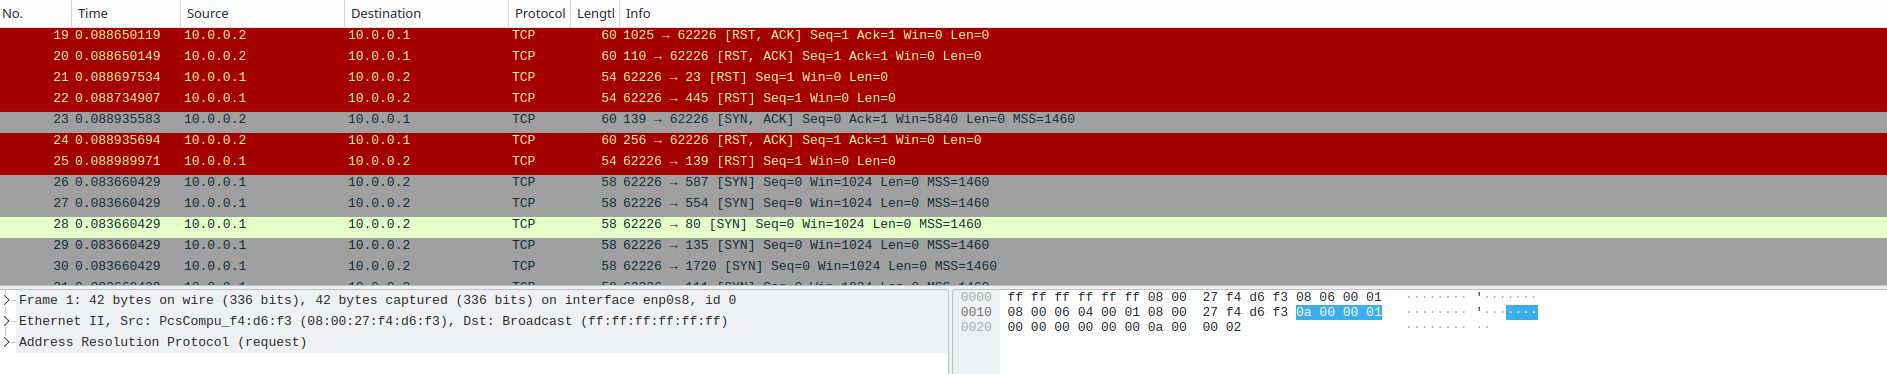 No. Time Source Destination Protocol Lengtl Info
19 0.088650119 10.0.0.2 10.0.0.1 TCP 60 1025 → 62226 [RST, ACK] Seq=1 Ack=1 Win=0 Len=0
20 0.088650149 10.0.0.2 10.0.0.1 TCP 60 110 → 62226 [RST, ACK] Seq=1 Ack=1 Win=0 Len=0
21 0.088697534 10.0.0.1 10.0.0.2 TCP 54 62226 → 23 [RST] Seq=1 Win=0 Len=0
22 0.088734907 10.0.0.1 10.0.0.2 TCP 54 62226 → 445 [RST] Seq=1 Win=0 Len=0
23 0.088935583 10.0.0.2 10.0.0.1 TCP 60 139 → 62226 [SYN, ACK] Seq=0 Ack=1 Win=5840 Len=0 MSS=1460
24 0.088935694 10.0.0.2 10.0.0.1 TCP 60 256 → 62226 [RST, ACK] Seq=1 Ack=1 Win=0 Len=0
25 0.088989971 10.0.0.1 10.0.0.2 TCP 54 62226 → 139 [RST] Seq=1 Win=0 Len=0
26 0.083660429 10.0.0.1 10.0.0.2 TCP 58 62226 → 587 [SYN] Seq=0 Win=1024 Len=0 MSS=1460
27 0.083660429 10.0.0.1 10.0.0.2 TCP 58 62226 → 554 [SYN] Seq=0 Win=1024 Len=0 MSS=1460
28 0.083660429 10.0.0.1 10.0.0.2 TCP 58 62226 → 80 [SYN] Seq=0 Win=1024 Len=0 MSS=1460
29 0.083660429 10.0.0.1 10.0.0.2 TCP 58 62226 → 135 [SYN] Seq=0 Win=1024 Len=0 MSS=1460
30 0.083660429 10.0.0.1 10.0.0.2 TCP 58 62226 → 1720 [SYN] Seq=0 Win=1024 Len=0 MSS=1460
Frame 1: 42 bytes on wire (336 bits), 42 bytes captured (336 bits) on interface enp0s8, id 0
Ethernet II, Src: PcsCompu_f4:d6:f3 (08:00:27:f4:d6:f3), Dst: Broadcast (ff:ff:ff:ff:ff:ff)
Address Resolution Protocol (request)
0000 ff ff ff ff ff ff 08 00 27 f4 d6 f3 08 06 00 01 ········ '·······
0010 08 00 06 04 00 01 08 00 27 f4 d6 f3 0a 00 00 01 ········ '·······
0020 00 00 00 00 00 00 0a 00 00 02 ········ ··